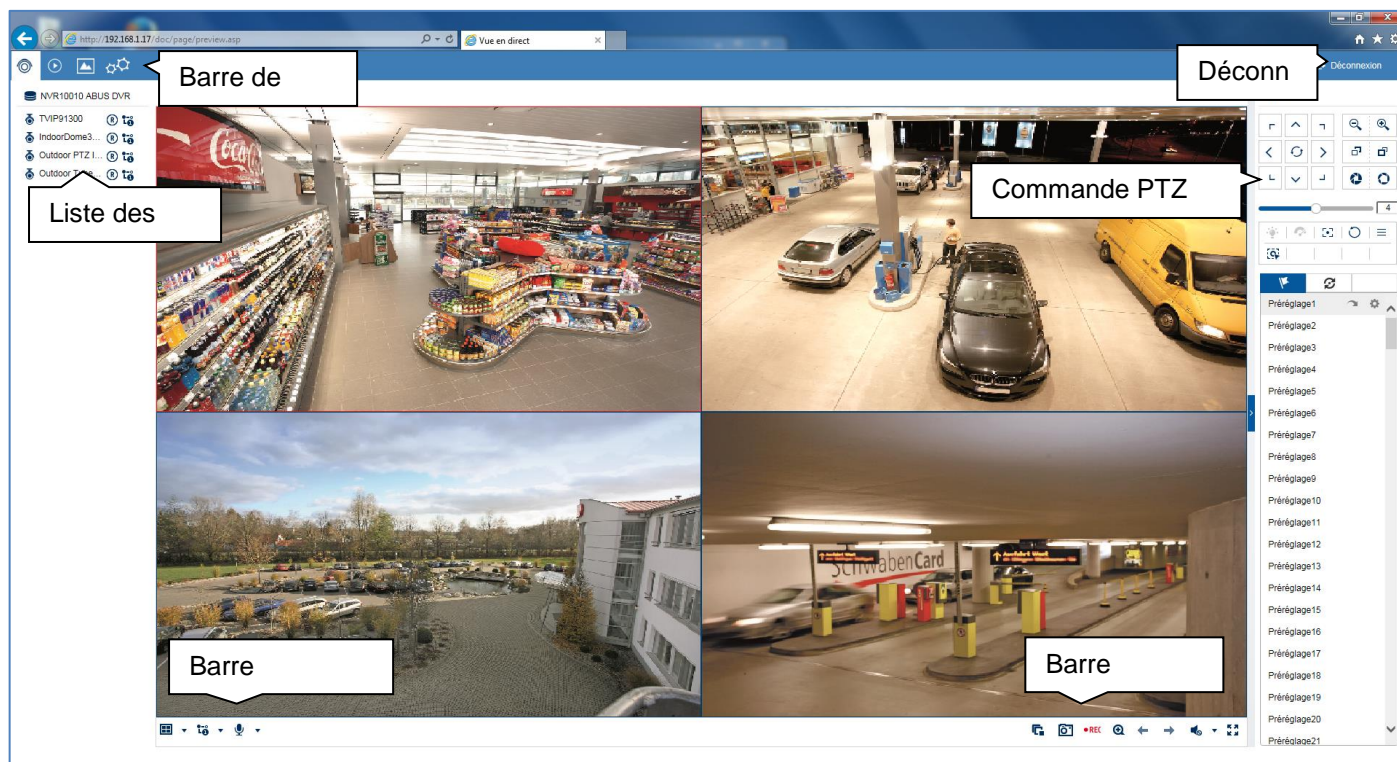 http://192.168.1.17/doc/page/preview.asp
Vue en direct
Barre de
Déconn
Déconnexion
NVR10010 ABUS DVR
TVIP91300
IndoorDome3...
Outdoor PTZ I...
Outdoor
Liste des
Coca-Cola
Commande PTZ
4
Préréglage1
Préréglage2
Préréglage3
Préréglage4
Préréglage5
Préréglage6
Préréglage7
Préréglage8
Préréglage9
Préréglage10
Préréglage11
Préréglage12
Préréglage13
Préréglage14
Préréglage15
Préréglage16
Préréglage17
Préréglage18
Préréglage19
Préréglage20
Préréglage21
SchwabenCard
Barre
Barre
REC